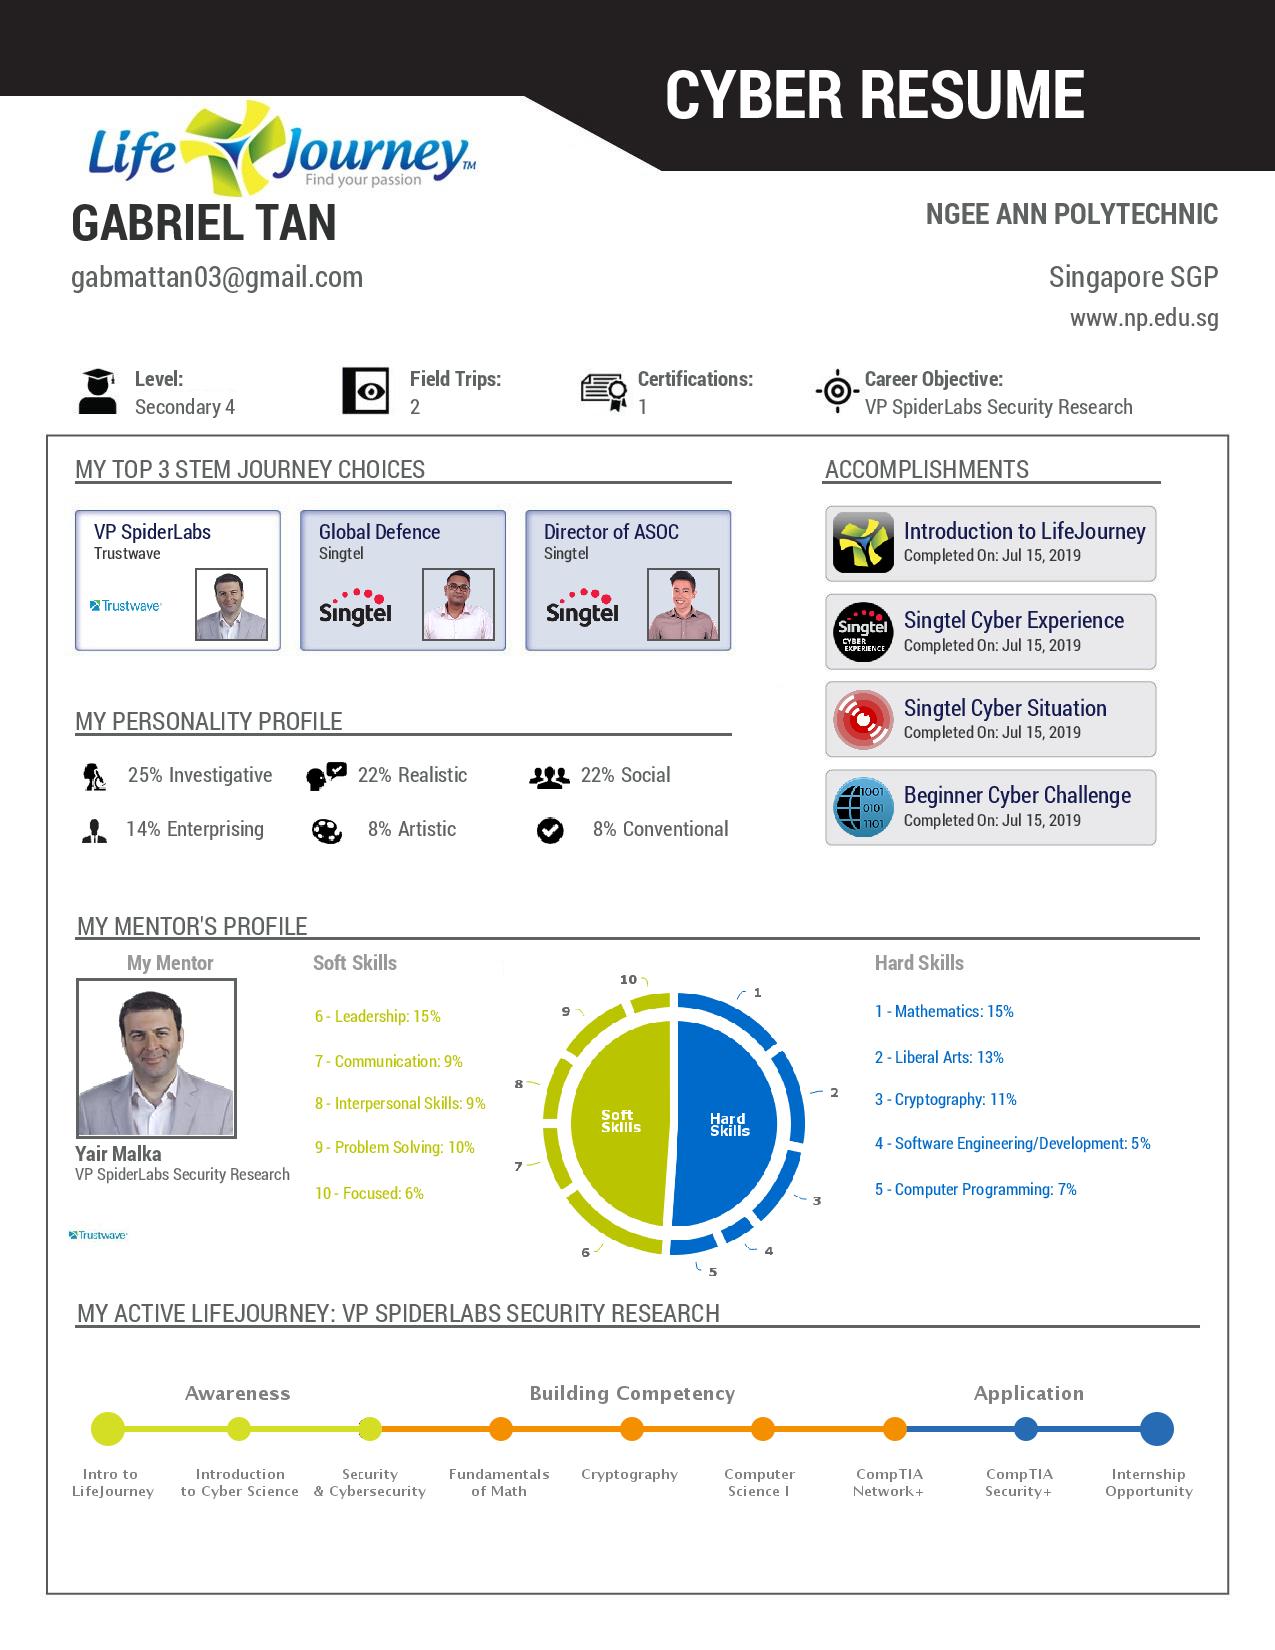 CYBER RESUME
Life Journey™
Find your passion
GABRIEL TAN
NGEE ANN POLYTECHNIC
gabmattan03@gmail.com
Singapore SGP
www.np.edu.sg
Level:
Secondary 4
Field Trips:
2
Certifications:
1
Career Objective:
VP SpiderLabs Security Research
MY TOP 3 STEM JOURNEY CHOICES
VP SpiderLabs
Trustwave
Trustwave
Global Defence
Singtel
Singtel
Director of ASOC
Singtel
Singtel
ACCOMPLISHMENTS
Introduction to LifeJourney
Completed On: Jul 15, 2019
Singtel
CYBER
EXPERIENCE
Singtel Cyber Experience
Completed On: Jul 15, 2019
Singtel Cyber Situation
Completed On: Jul 15, 2019
1001
0101
1101
Beginner Cyber Challenge
Completed On: Jul 15, 2019
MY PERSONALITY PROFILE
25% Investigative
22% Realistic
22% Social
14% Enterprising
8% Artistic
8% Conventional
MY MENTOR'S PROFILE
My Mentor
Yair Malka
VP SpiderLabs Security Research
Trustwave
Soft Skills
6 - Leadership: 15%
7 - Communication: 9%
8 - Interpersonal Skills: 9%
9 - Problem Solving: 10%
10 - Focused: 6%
10
1
9
8
2
Soft
Skills
Hard
Skills
7
3
6
4
5
Hard Skills
1 - Mathematics: 15%
2 - Liberal Arts: 13%
3 - Cryptography: 11%
4 - Software Engineering/Development: 5%
5 - Computer Programming: 7%
MY ACTIVE LIFEJOURNEY: VP SPIDERLABS SECURITY RESEARCH
Awareness
Building Competency
Application
Intro to
LifeJourney
Introduction
to Cyber Science
Security
& Cybersecurity
Fundamentals
of Math
Cryptography
Computer
Science I
CompTIA
Network+
CompTIA
Security+
Internship
Opportunity